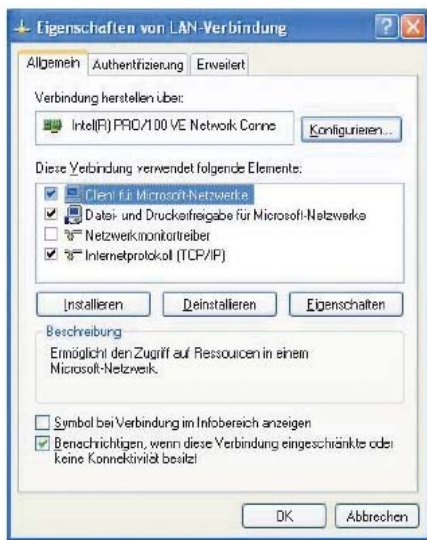 Eigenschaften von LAN-Verbindung
Allgemein Authentifizierung Erweitert
Verbindung herstellen über:
Intel(R) PRO/100 VE Network Conne
Konfigurieren...
Diese Verbindung verwendet folgende Elemente:
Client für Microsoft-Netzwerke
Datei- und Druckerfreigabe für Microsoft-Netzwerke
Netzwerkmonitortreiber
Internetprotokoll (TCP/IP)
Installieren Deinstallieren Eigenschaften
Beschreibung
Ermöglicht den Zugriff auf Ressourcen in einem
Microsoft-Netzwerk.
Symbol bei Verbindung im Infobereich anzeigen
Benachrichtigen, wenn diese Verbindung eingeschränkte oder
keine Konnektivität besitzt
OK Abbrechen